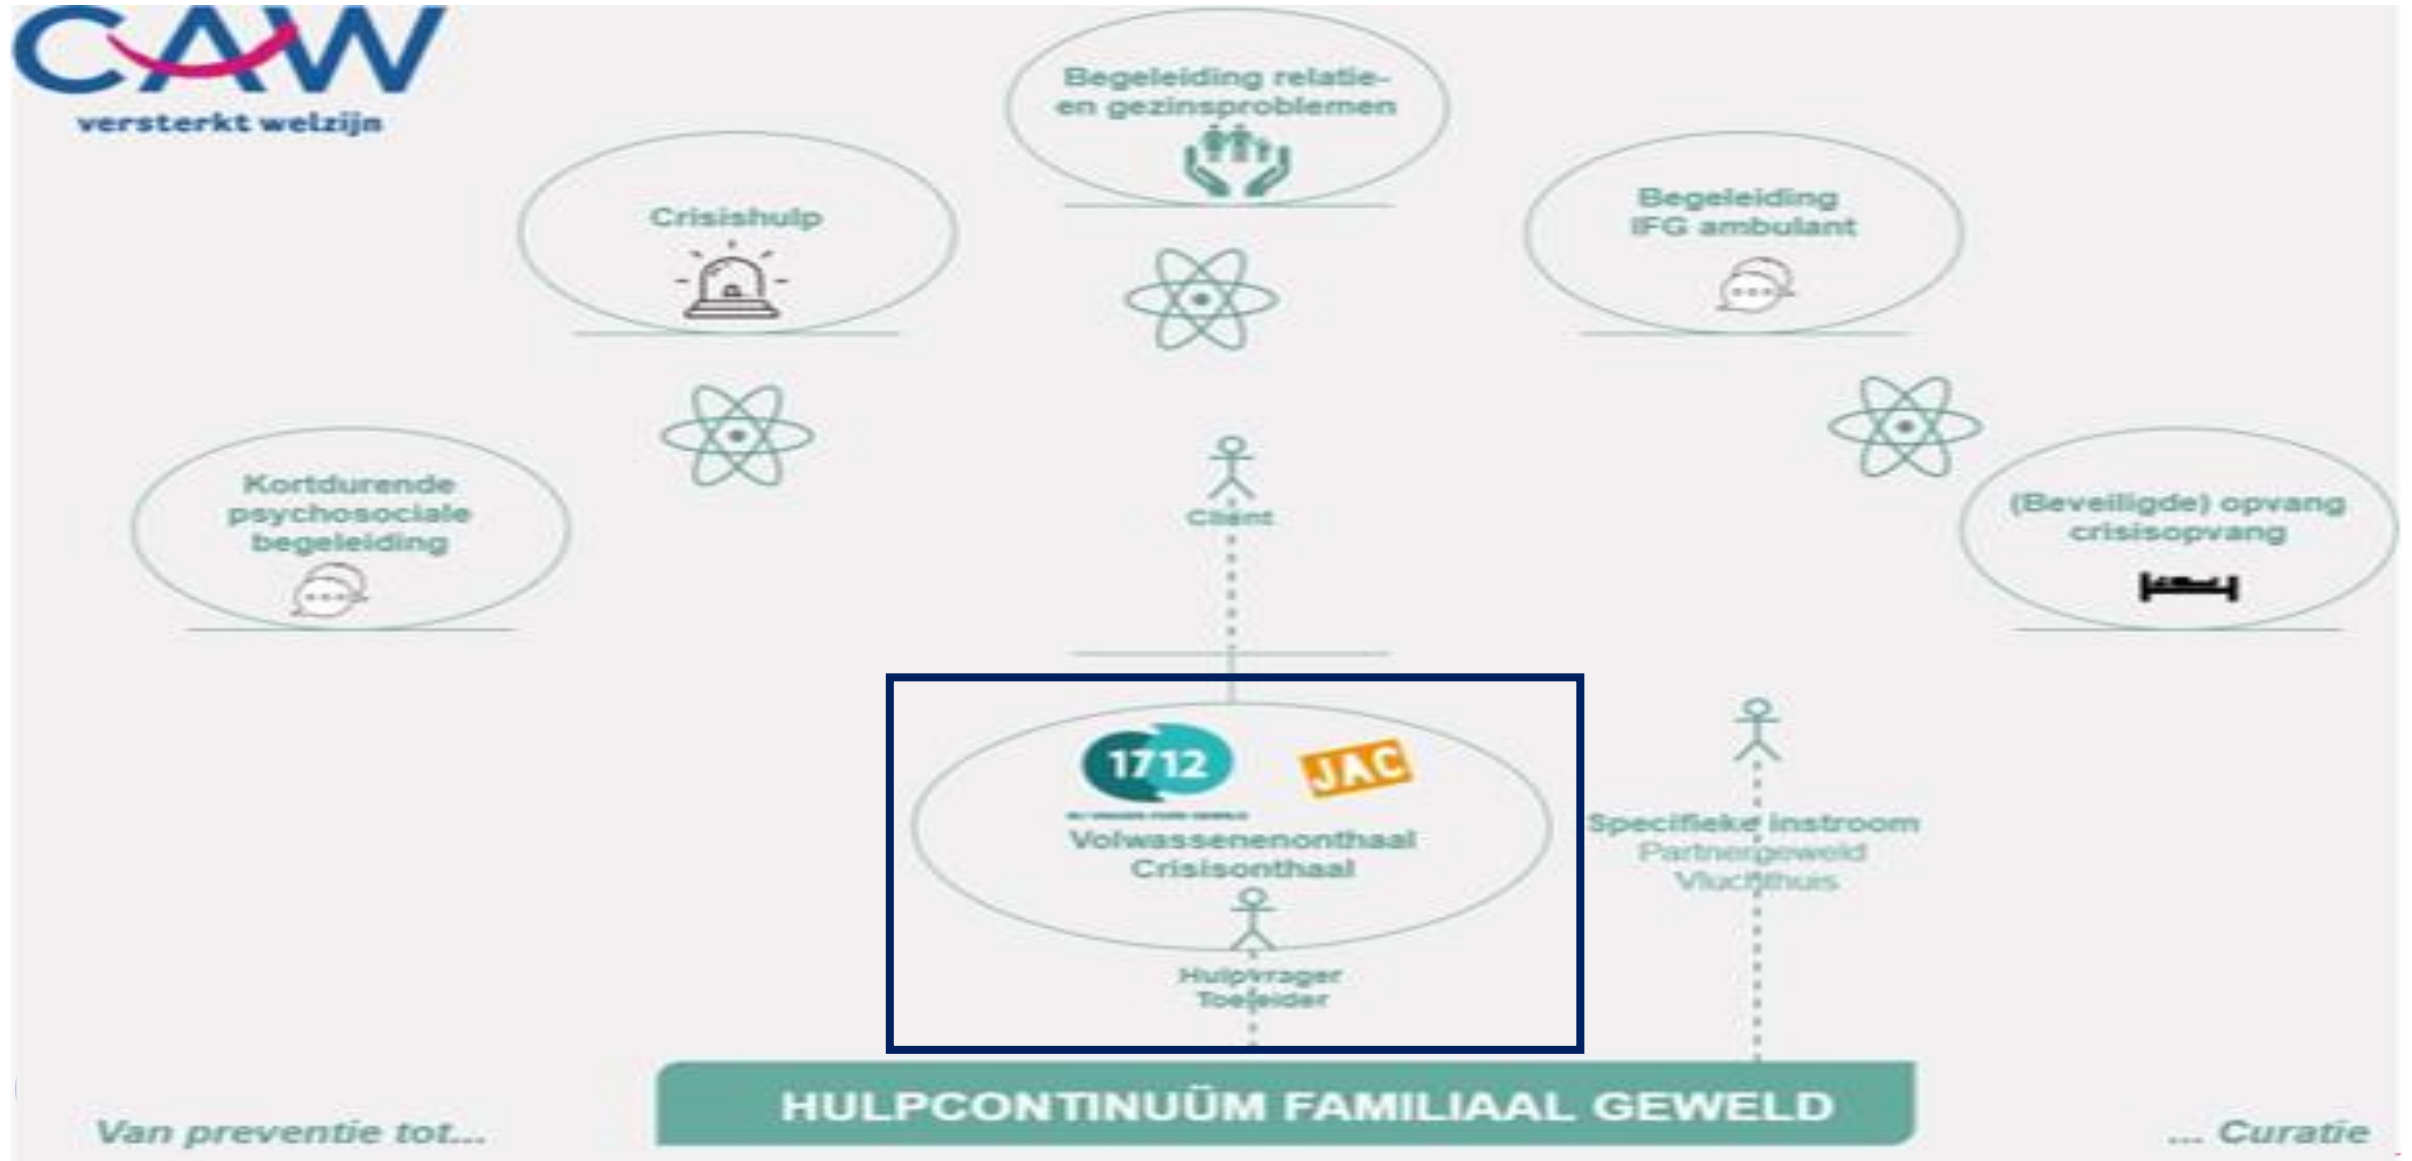 CAW
versterkt welzijn
Begeleiding relatie-
en gezinsproblemen
Crisishulp
Begeleiding
IFG ambulant
Kortdurende
psychosociale
begeleiding
(Beveiligde) opvang
crisisopvang
Cliënt
1712
JAC
Volwassenenonthaal
Crisisonthaal
Hulpvrager
Toeleider
Specifieke instroom
Partnergeweld
Vluchthuis
HULPCONTINUÜM FAMILIAAL GEWELD
Van preventie tot...
... Curatie